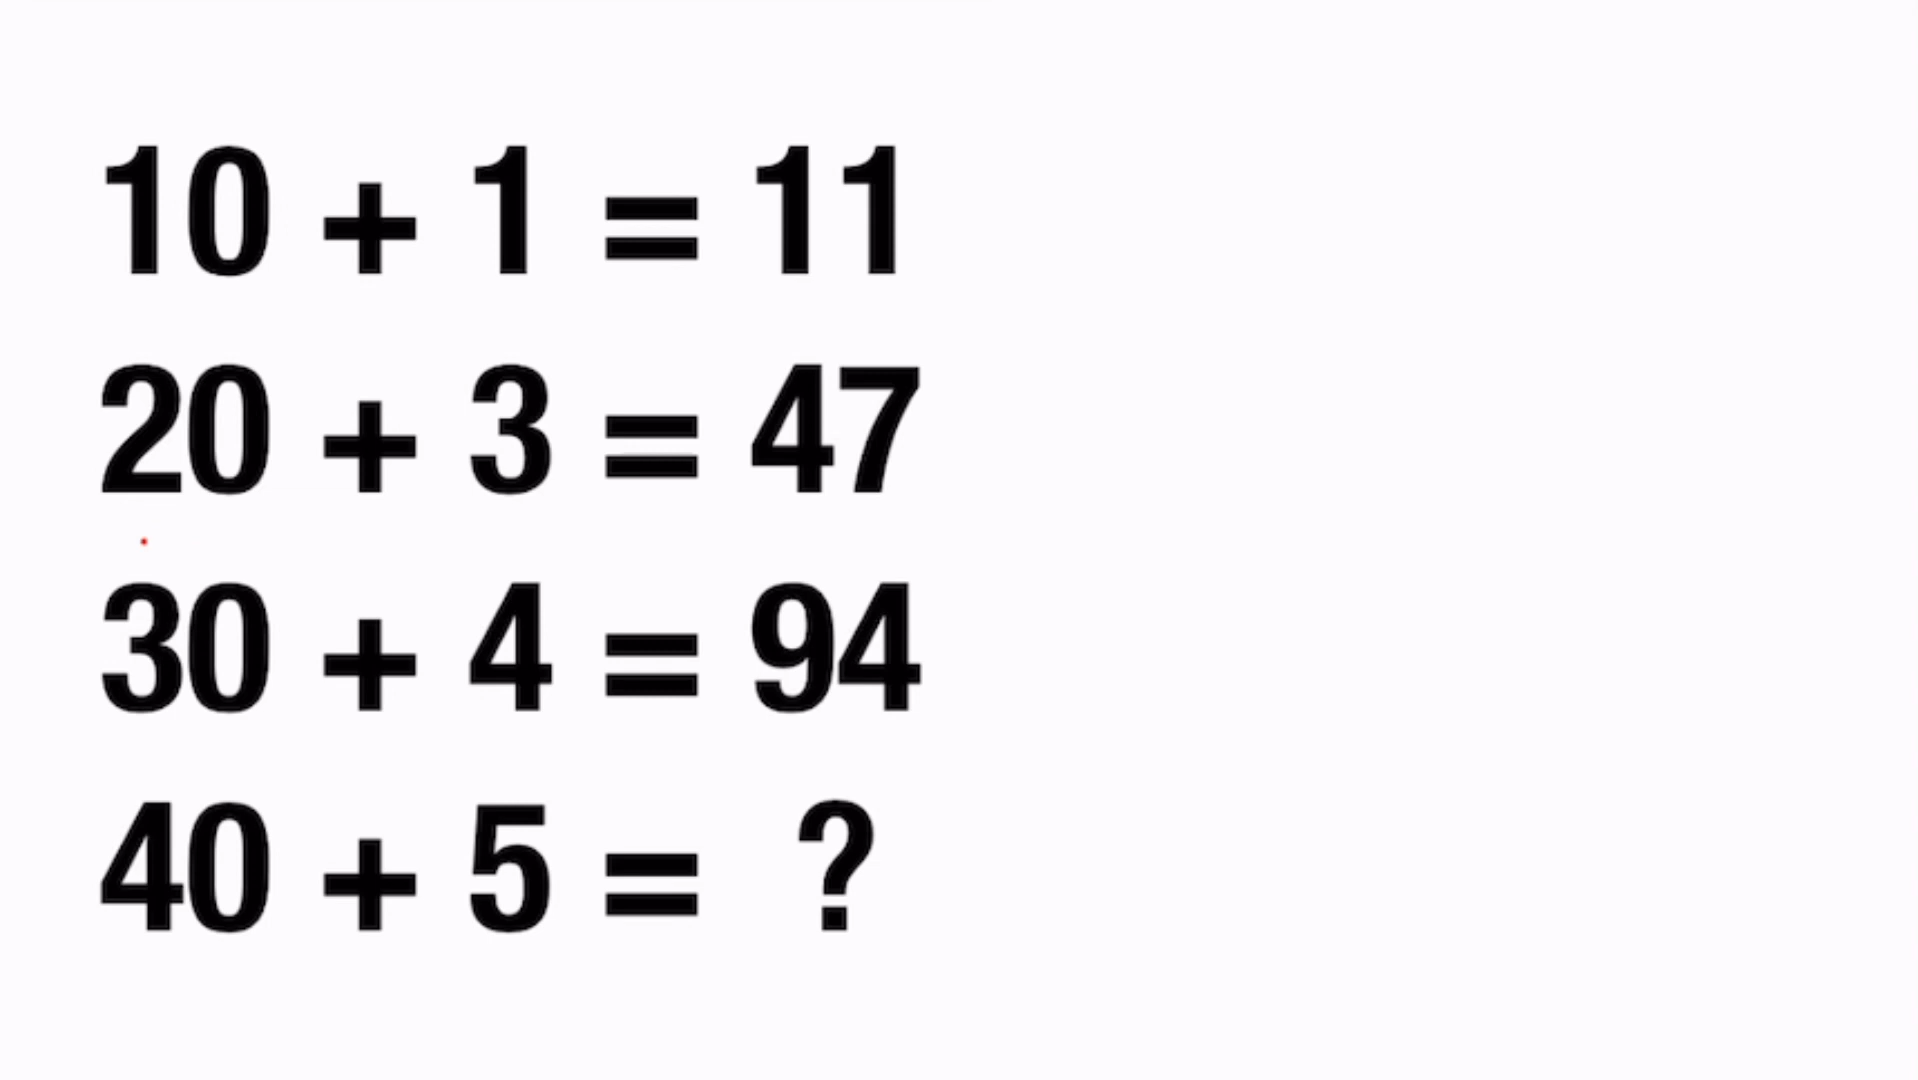 10 + 1 = 11
20 + 3 = 47
30 + 4 = 94
40 + 5 = ?